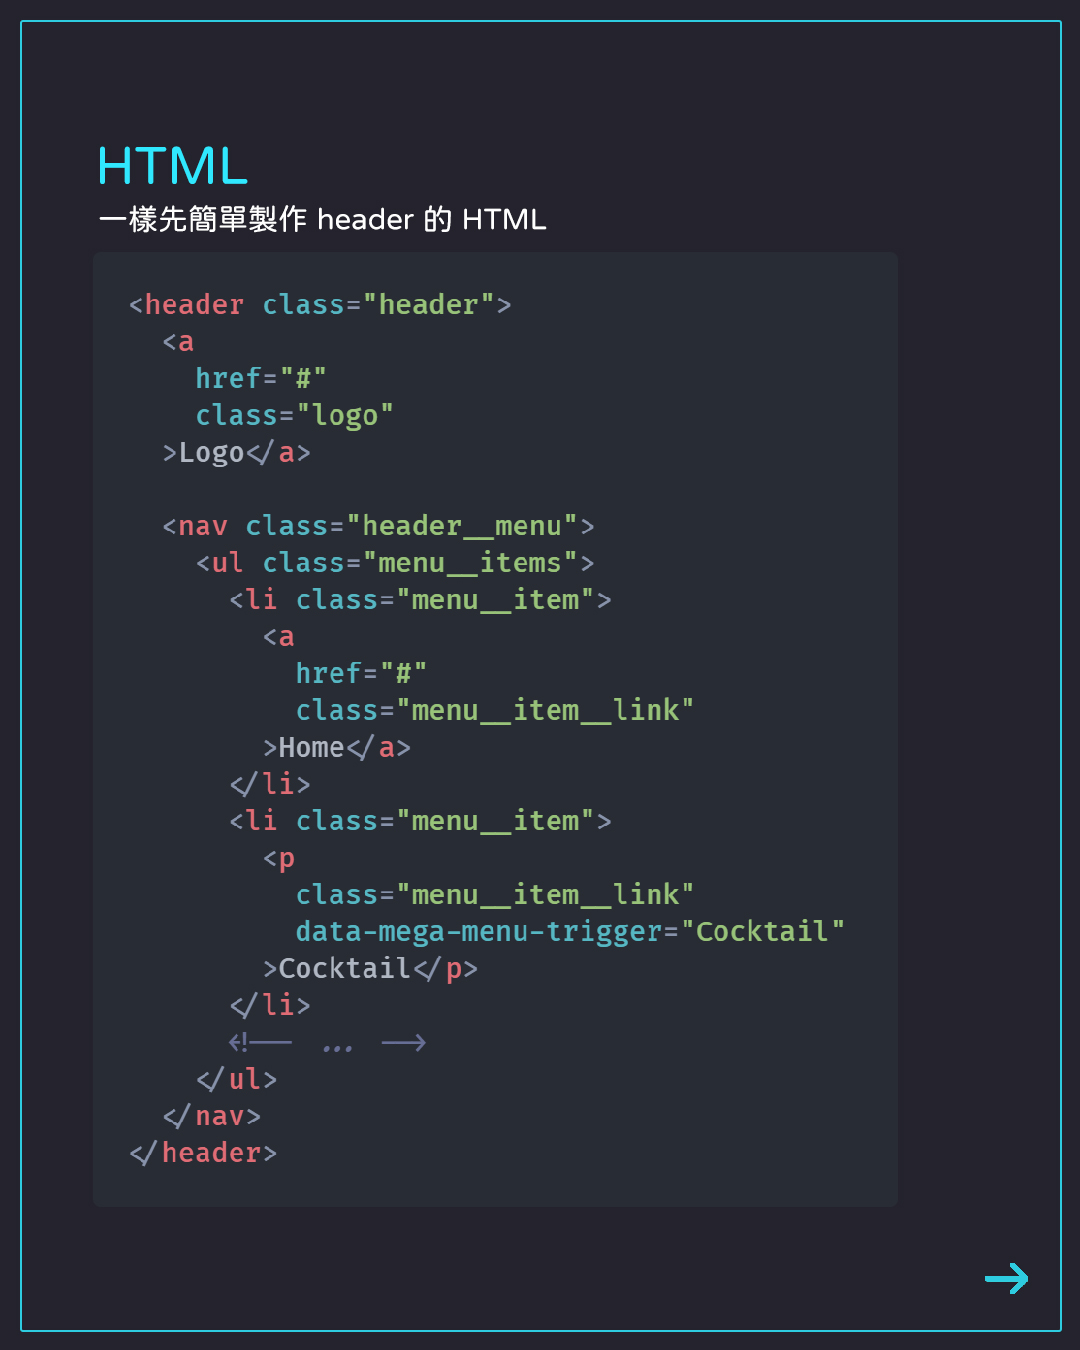 HTML
一樣先簡單製作 header 的 HTML
<header class="header">
  <a
    href="#"
    class="logo"
  >Logo</a>
  <nav class="header__menu">
    <ul class="menu__items">
      <li class="menu__item">
        <a
          href="#"
          class="menu__item__link"
        >Home</a>
      </li>
      <li class="menu__item">
        <p
          class="menu__item__link"
          data-mega-menu-trigger="Cocktail"
        >Cocktail</p>
      </li>
      <!-- ... -->
    </ul>
  </nav>
</header>